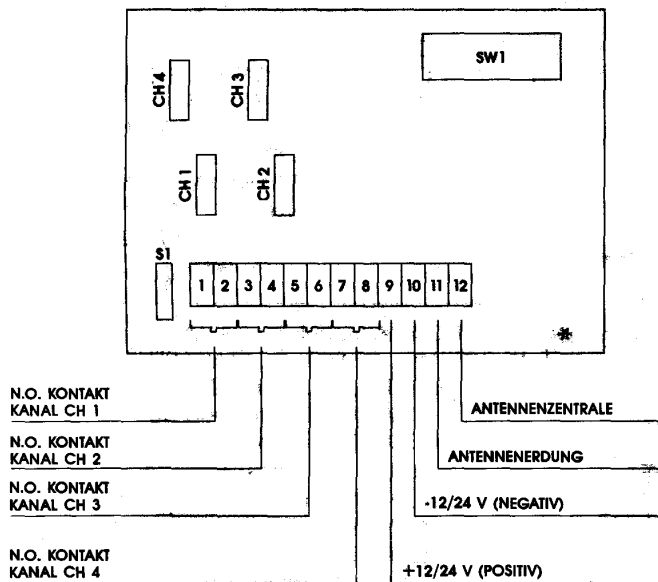 SW1
CH 4
CH 3
CH 1
CH 2
S1
1 2 3 4 5 6 7 8 9 10 11 12
*
N.O. KONTAKT
KANAL CH 1
ANTENNENZENTRALE
N.O. KONTAKT
KANAL CH 2
ANTENNENERDUNG
N.O. KONTAKT
KANAL CH 3
-12/24 V (NEGATIV)
N.O. KONTAKT
KANAL CH 4
+12/24 V (POSITIV)